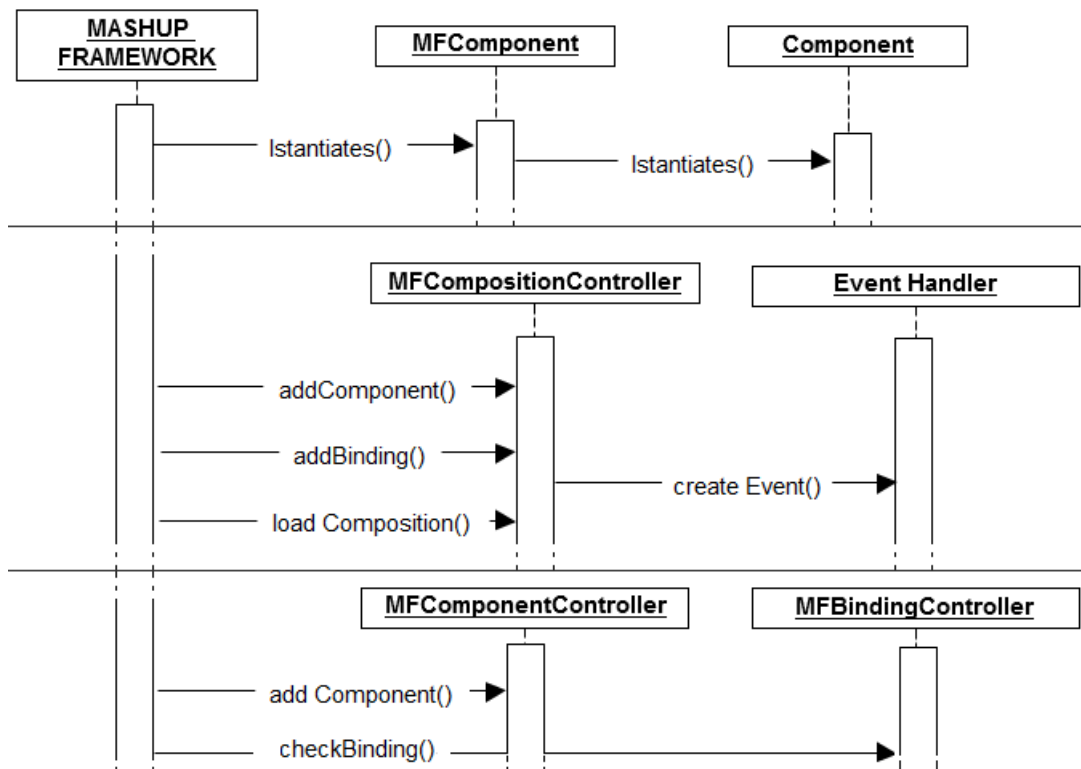 MASHUP
FRAMEWORK
MFComponent
Component
Istantiates()
Istantiates()
MFCompositionController
Event Handler
addComponent()
addBinding()
create Event()
load Composition()
MFComponentController
MFBindingController
add Component()
checkBinding()